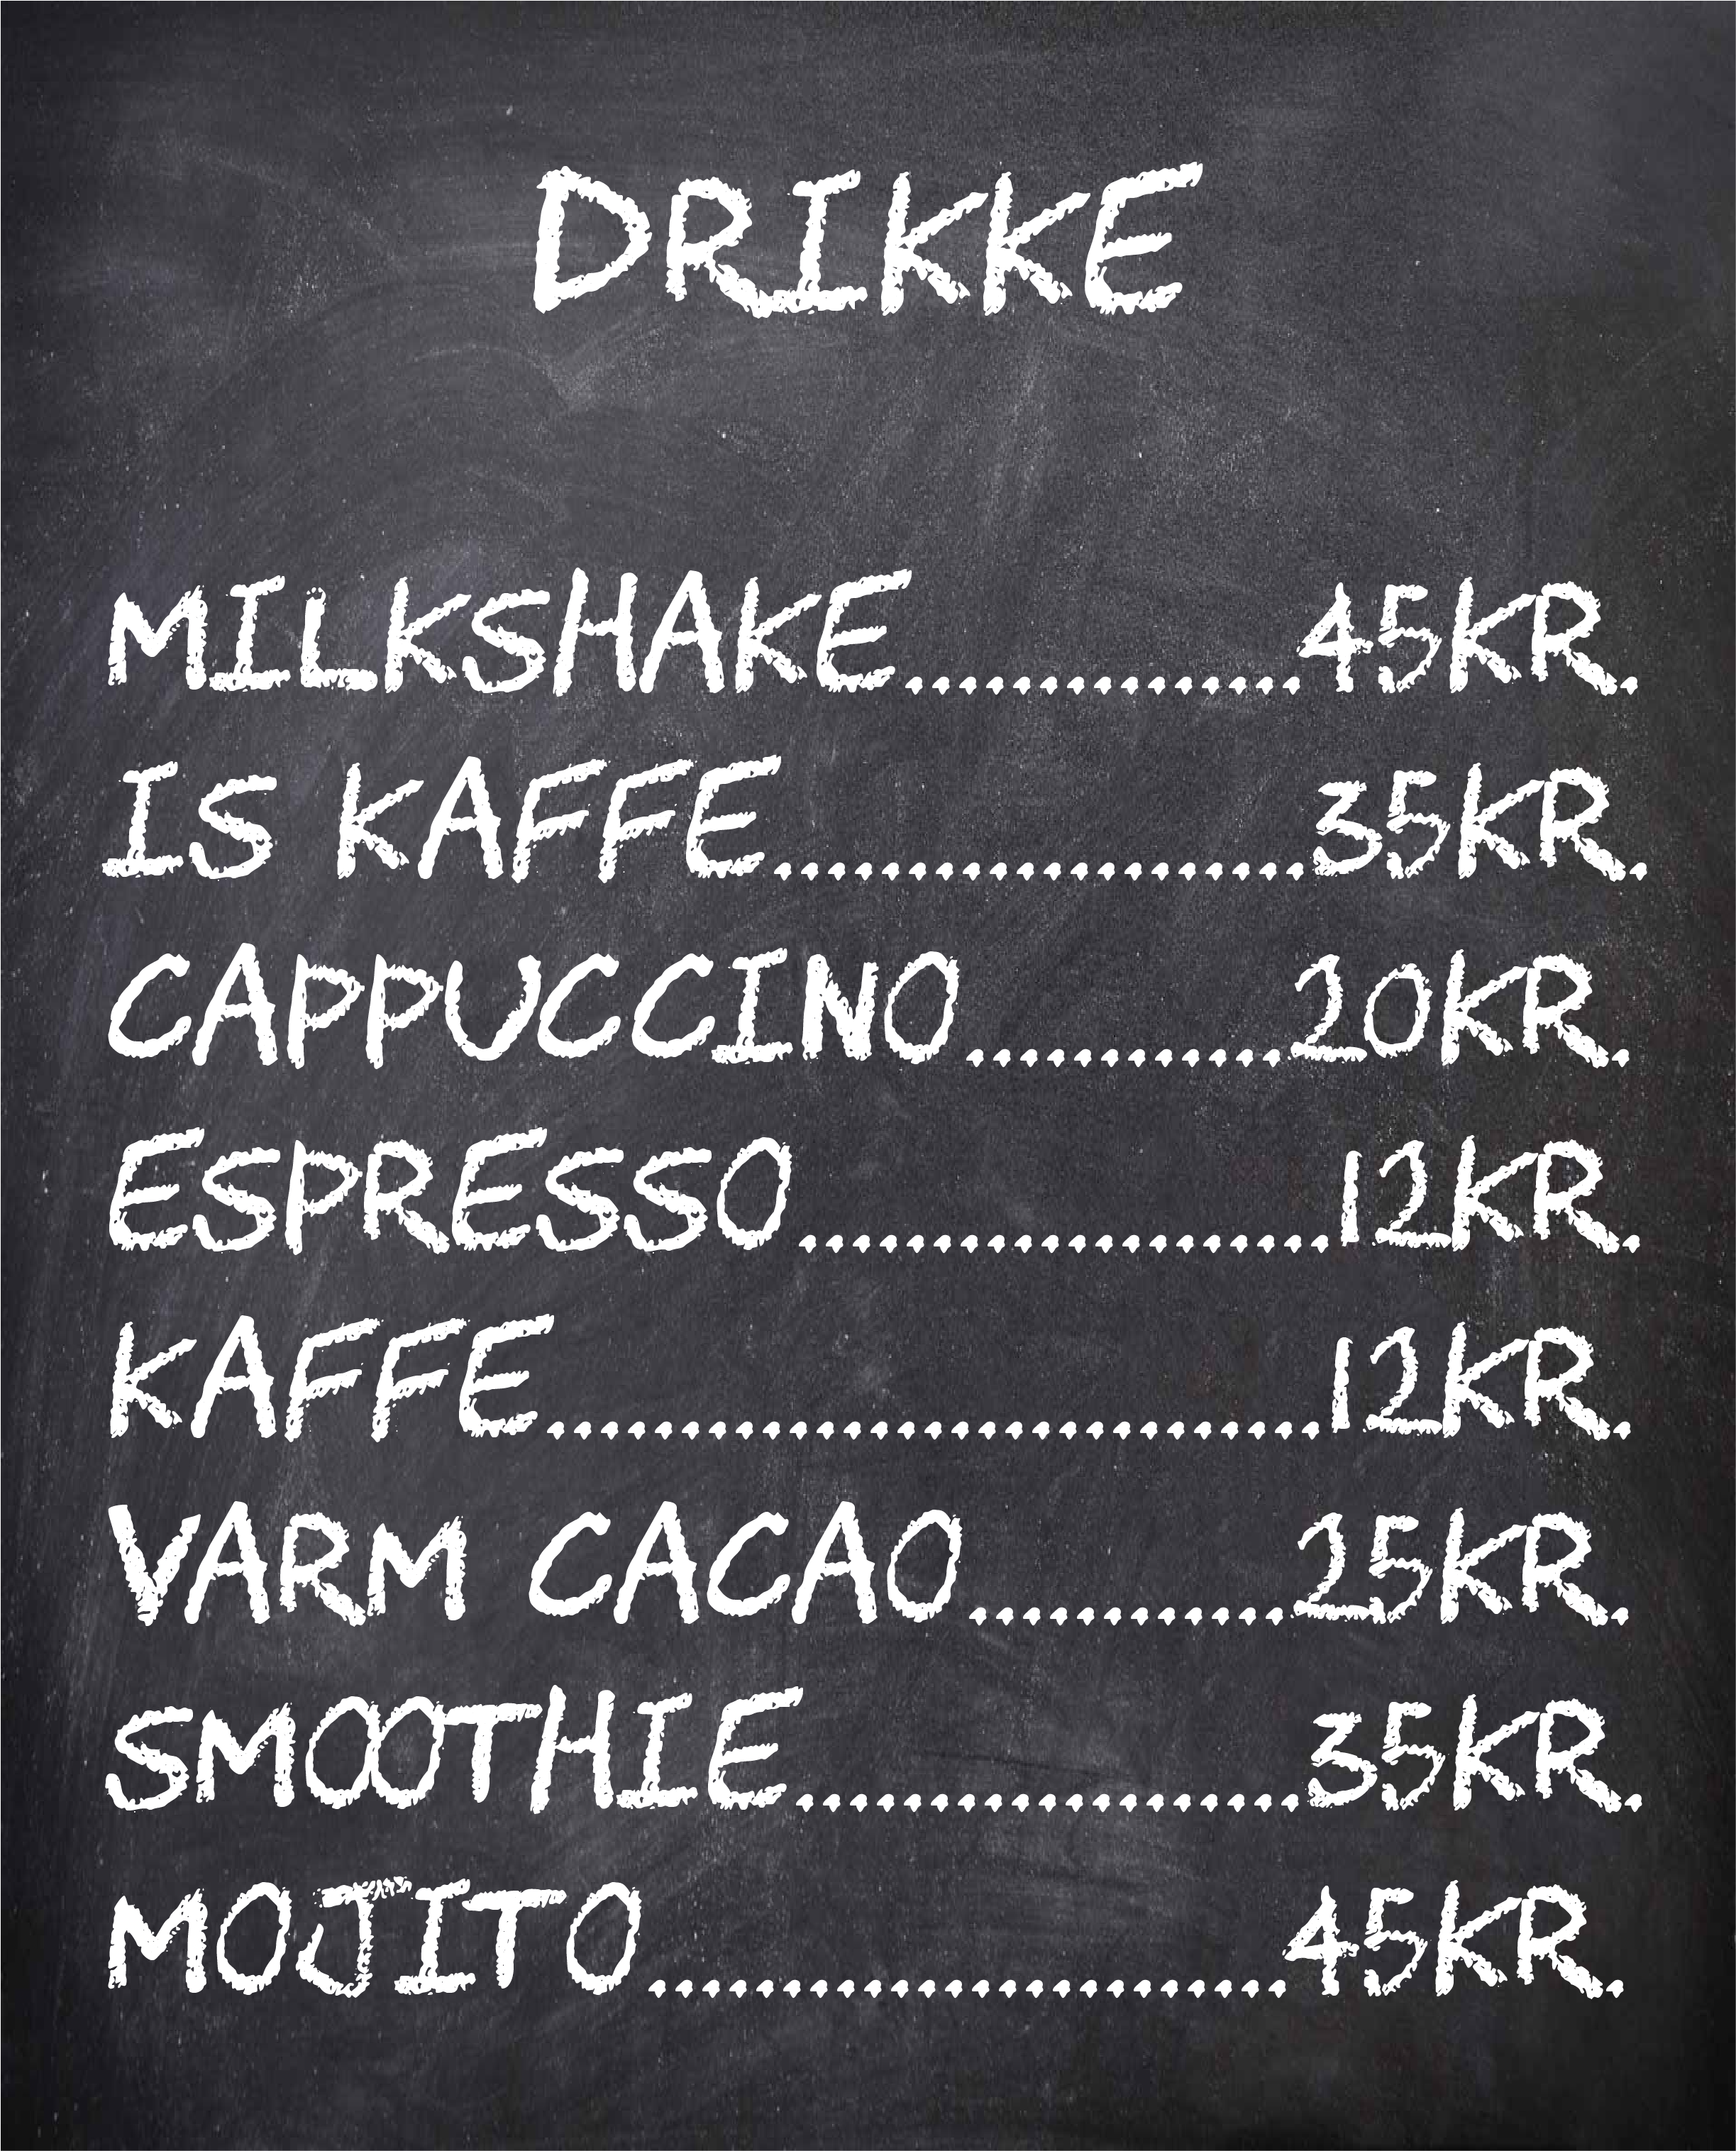 DRIKKE
MILKSHAKE...............45KR.
IS KAFFE....................35KR.
CAPPUCCINO............20KR.
ESPRESSO....................12KR.
KAFFE.............................12KR.
VARM CACAO............25KR.
SMOOTHIE...................35KR.
MOJITO........................45KR.